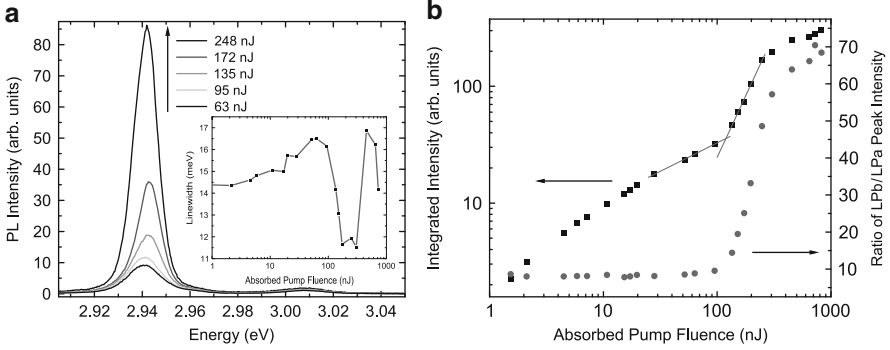 a
PL Intensity (arb. units)
80
70
60
50
40
30
20
10
0
248 nJ
172 nJ
135 nJ
95 nJ
63 nJ
Linewidth (meV)
17
16
15
14
13
12
11
1 10 100 1000
Absorbed Pump Fluence (nJ)
2.92 2.94 2.96 2.98 3.00 3.02 3.04
Energy (eV)
b
Integrated Intensity (arb. units)
100
10
70
60
50
40
30
20
10
0
Ratio of LPb/LPa Peak Intensity
1 10 100 1000
Absorbed Pump Fluence (nJ)